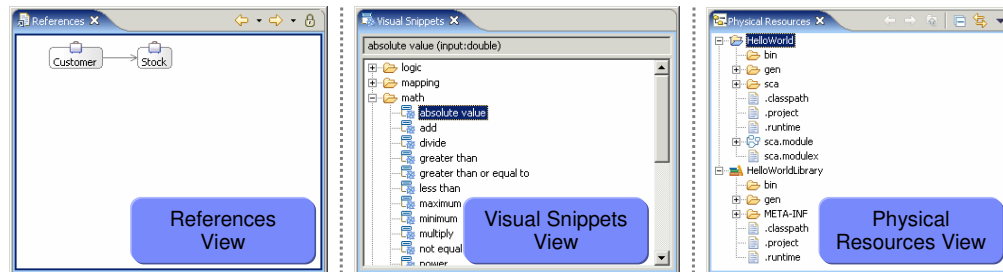 References
Customer
Stock
References
View
Visual Snippets
absolute value (input:double)
logic
mapping
math
absolute value
add
divide
greater than
greater than or equal to
less than
maximum
minimum
multiply
not equal
power
Visual Snippets
View
Physical Resources
HelloWorld
bin
gen
sca
.classpath
.project
.runtime
sca.module
sca.modulex
HelloWorldLibrary
bin
gen
META-INF
.classpath
.project
.runtime
Physical
Resources View